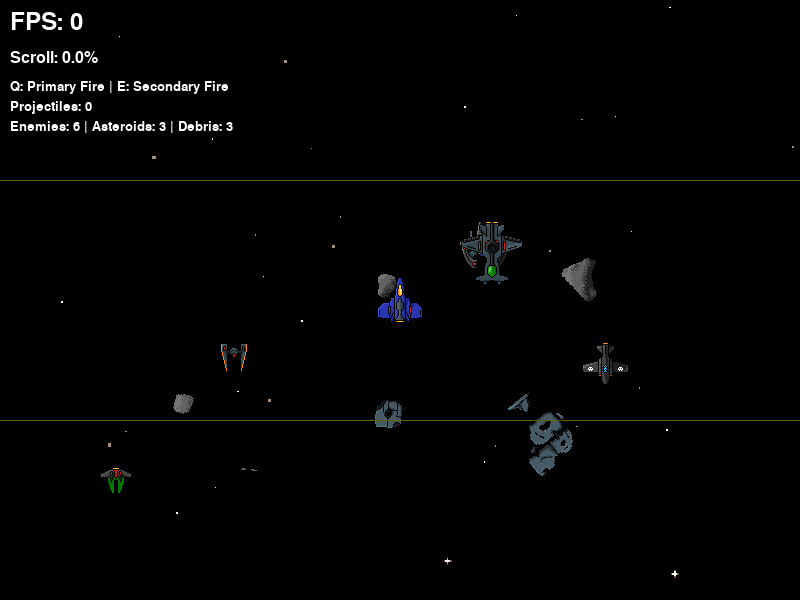 FPS: 0
Scroll: 0.0%
Q: Primary Fire | E: Secondary Fire
Projectiles: 0
Enemies: 6 | Asteroids: 3 | Debris: 3